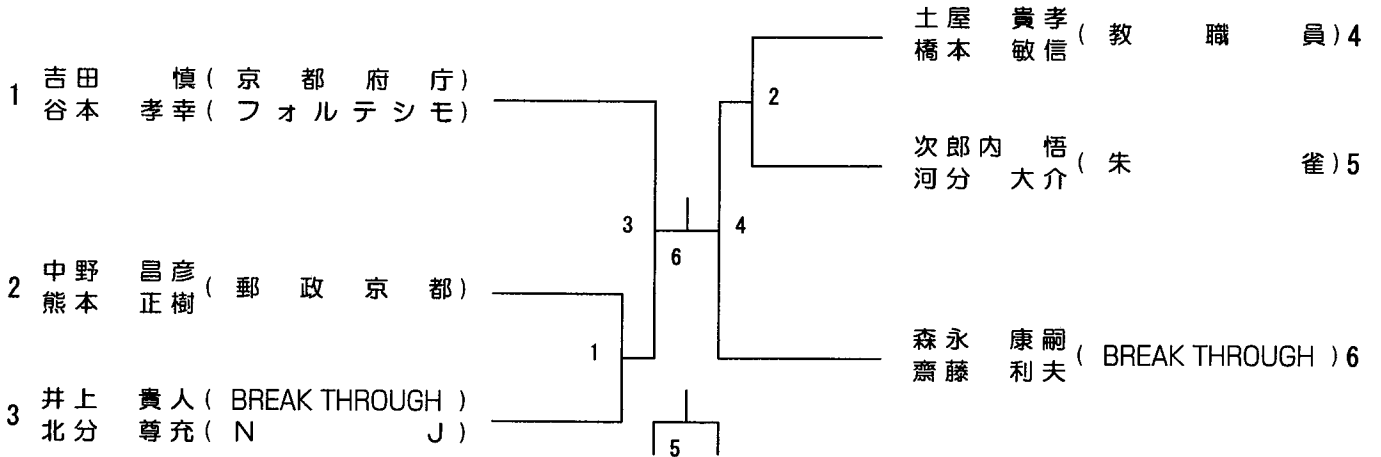 1 吉田 慎 ( 京都府庁 )
谷本 孝幸 ( フォルテシモ )
2 中野 昌彦
熊本 正樹 ( 郵政京都 )
3 井上 貴人 ( BREAK THROUGH )
北分 尊充 ( N J )
土屋 貴孝
橋本 敏信 ( 教職員 ) 4
次郎内 悟
河分 大介 ( 朱雀 ) 5
森永 康嗣
齋藤 利夫 ( BREAK THROUGH ) 6
2
3
6
4
1
5